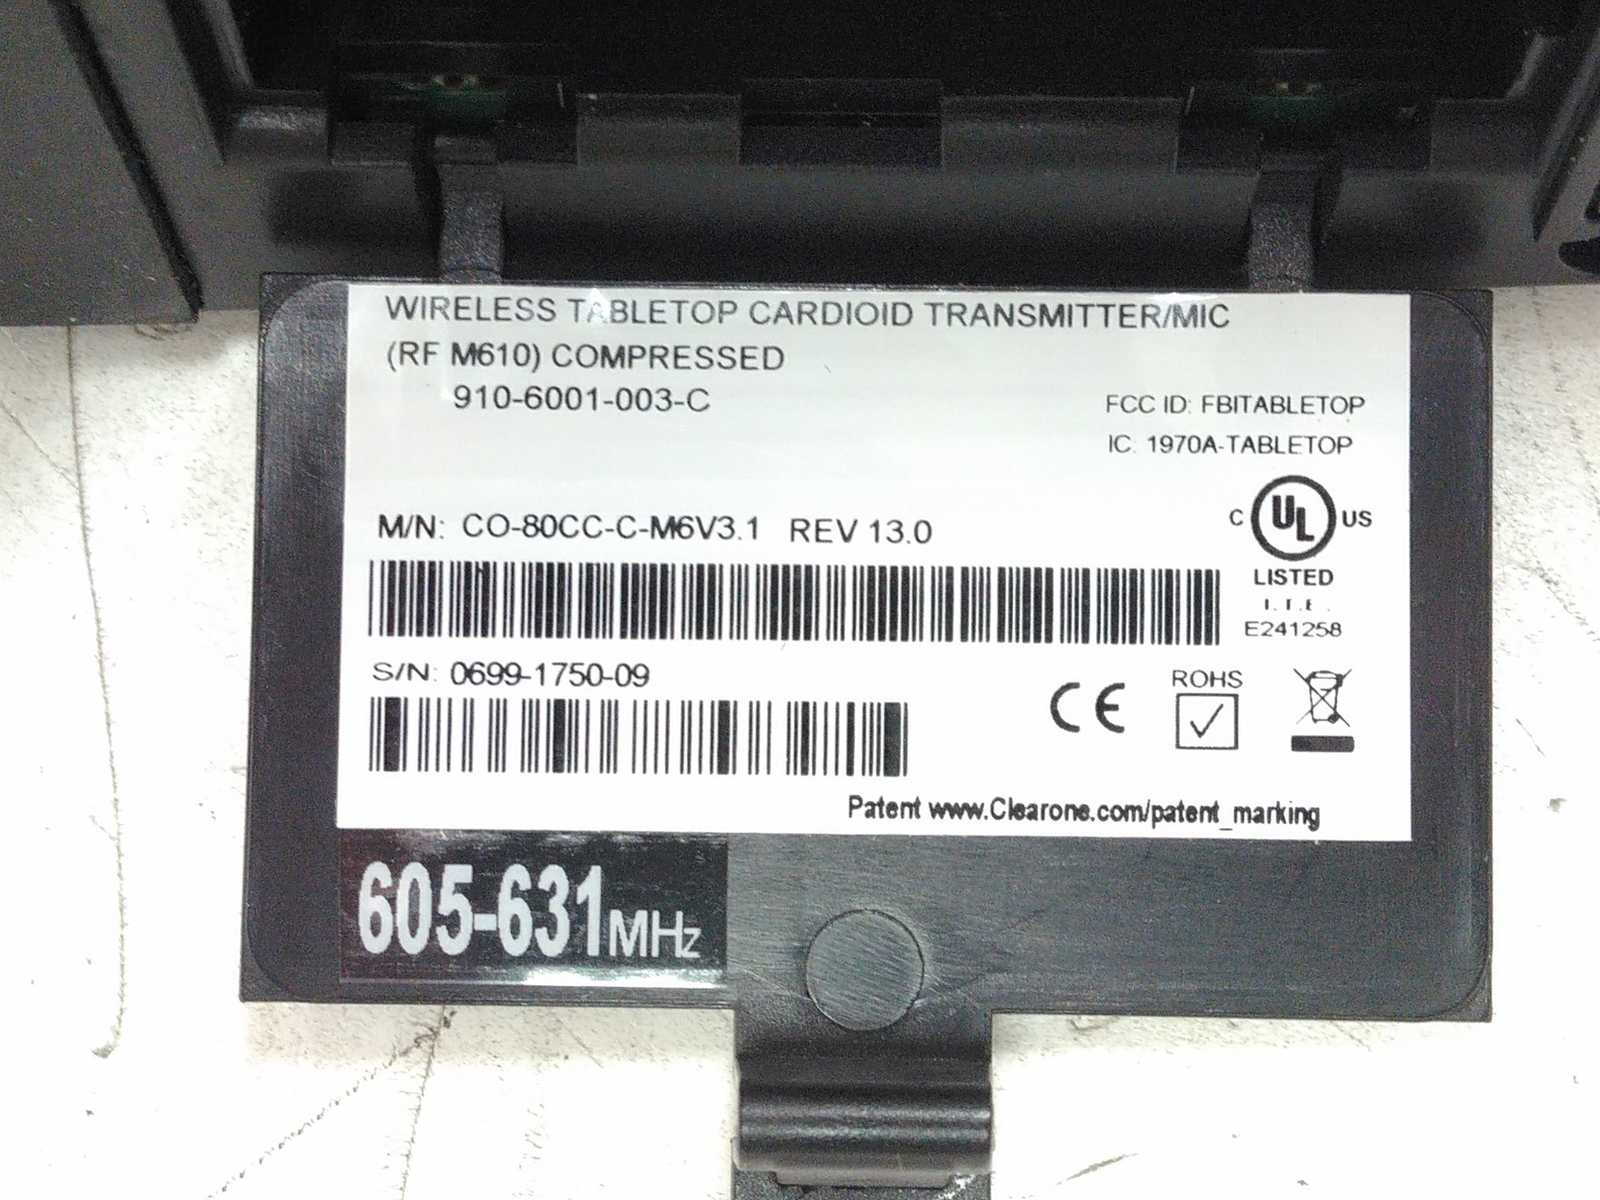 WIRELESS TABLETOP CARDIOID TRANSMITTER/MIC
(RF M610) COMPRESSED
910-6001-003-C
FCC ID: FBITABLETOP
IC: 1970A-TABLETOP
M/N: CO-80CC-C-M6V3.1 REV 13.0
C UL US
LISTED
I.T.E.
E241258
S/N: 0699-1750-09
CE
ROHS
Patent www.Clearone.com/patent_marking
605-631MHz